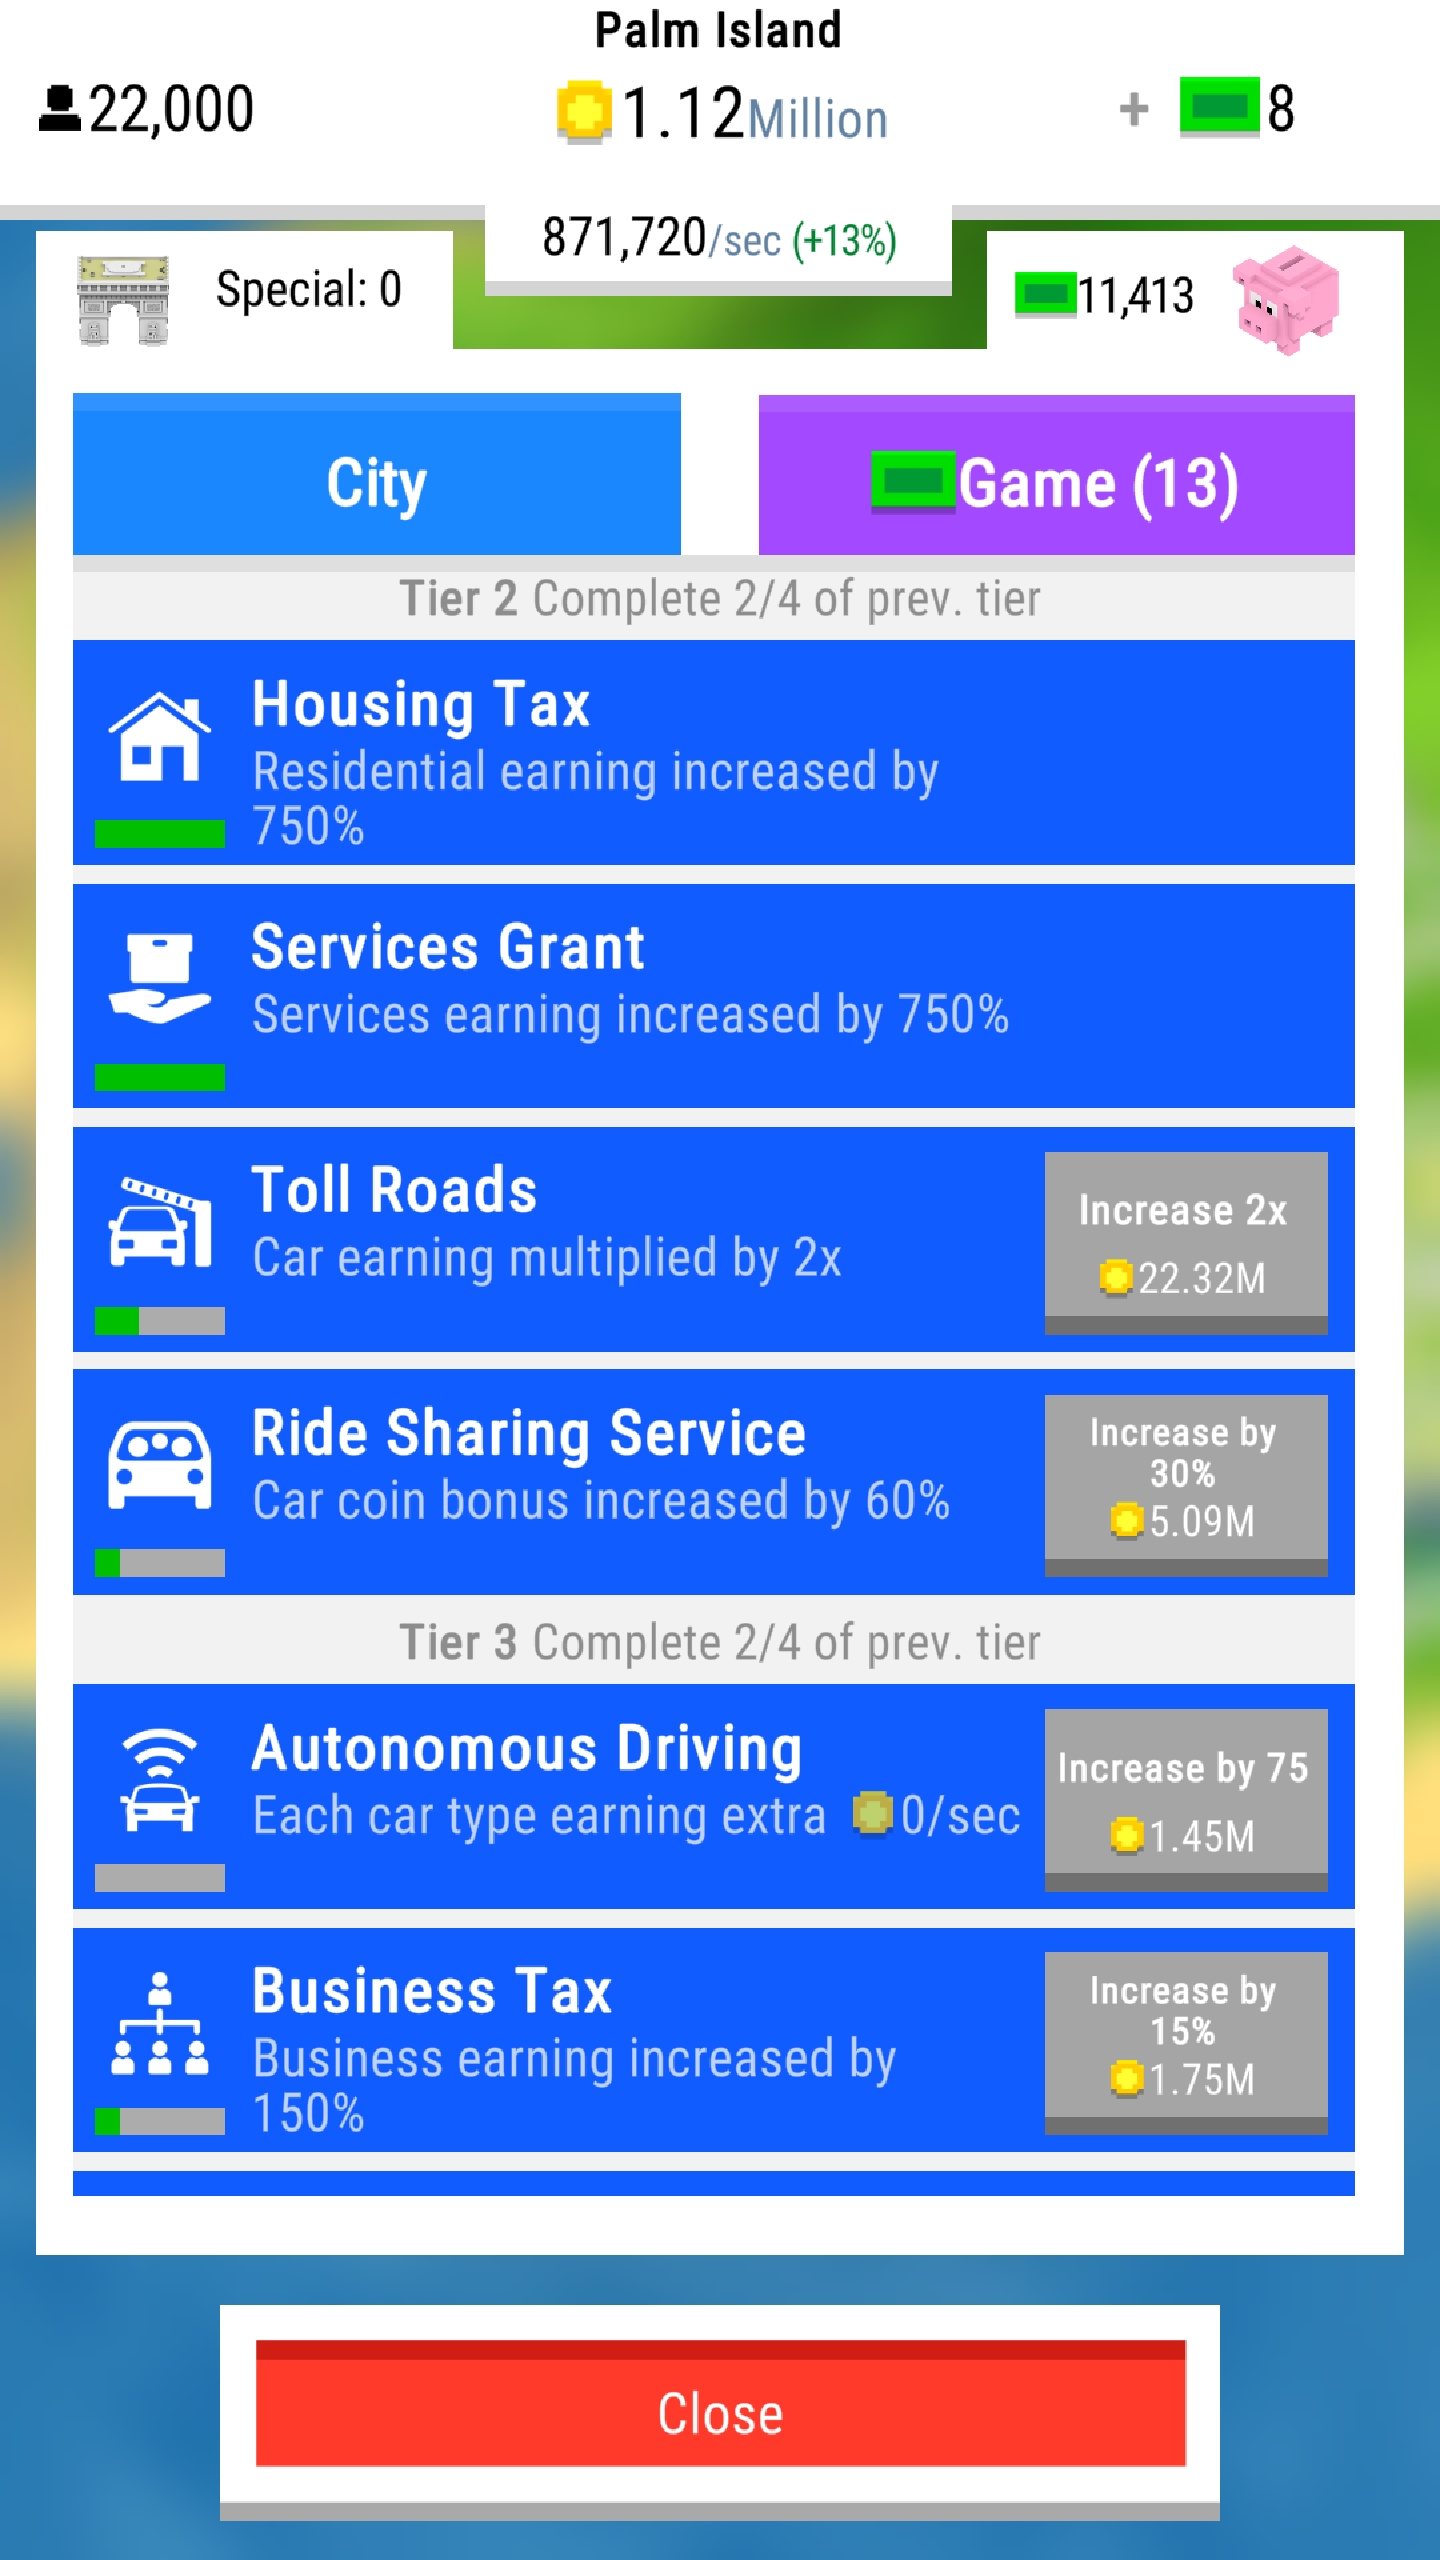 Palm Island
22,000
1.12Million
+ 8
871,720/sec (+13%)
Special: 0
11,413
City
Game (13)
Tier 2 Complete 2/4 of prev. tier
Housing Tax
Residential earning increased by
750%
Services Grant
Services earning increased by 750%
Toll Roads
Car earning multiplied by 2x
Increase 2x
22.32M
Ride Sharing Service
Car coin bonus increased by 60%
Increase by
30%
5.09M
Tier 3 Complete 2/4 of prev. tier
Autonomous Driving
Each car type earning extra 0/sec
Increase by 75
1.45M
Business Tax
Business earning increased by
150%
Increase by
15%
1.75M
Close